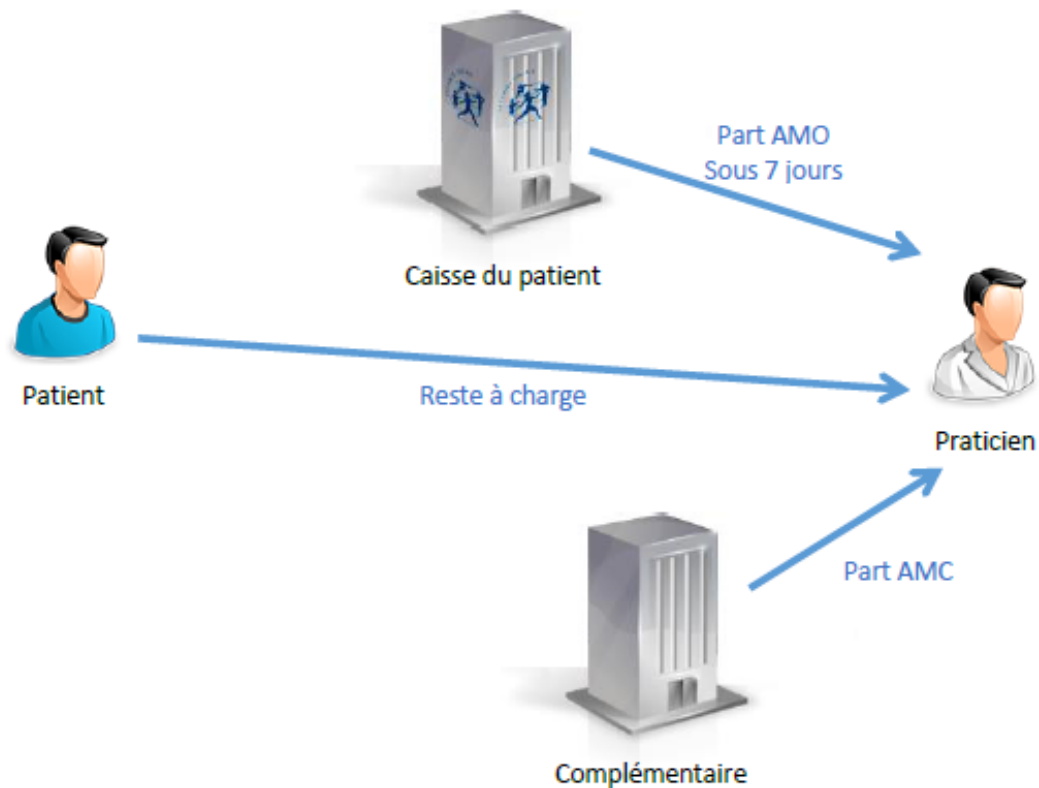 Part AMO
Sous 7 jours
Caisse du patient
Patient
Reste à charge
Praticien
Part AMC
Complémentaire